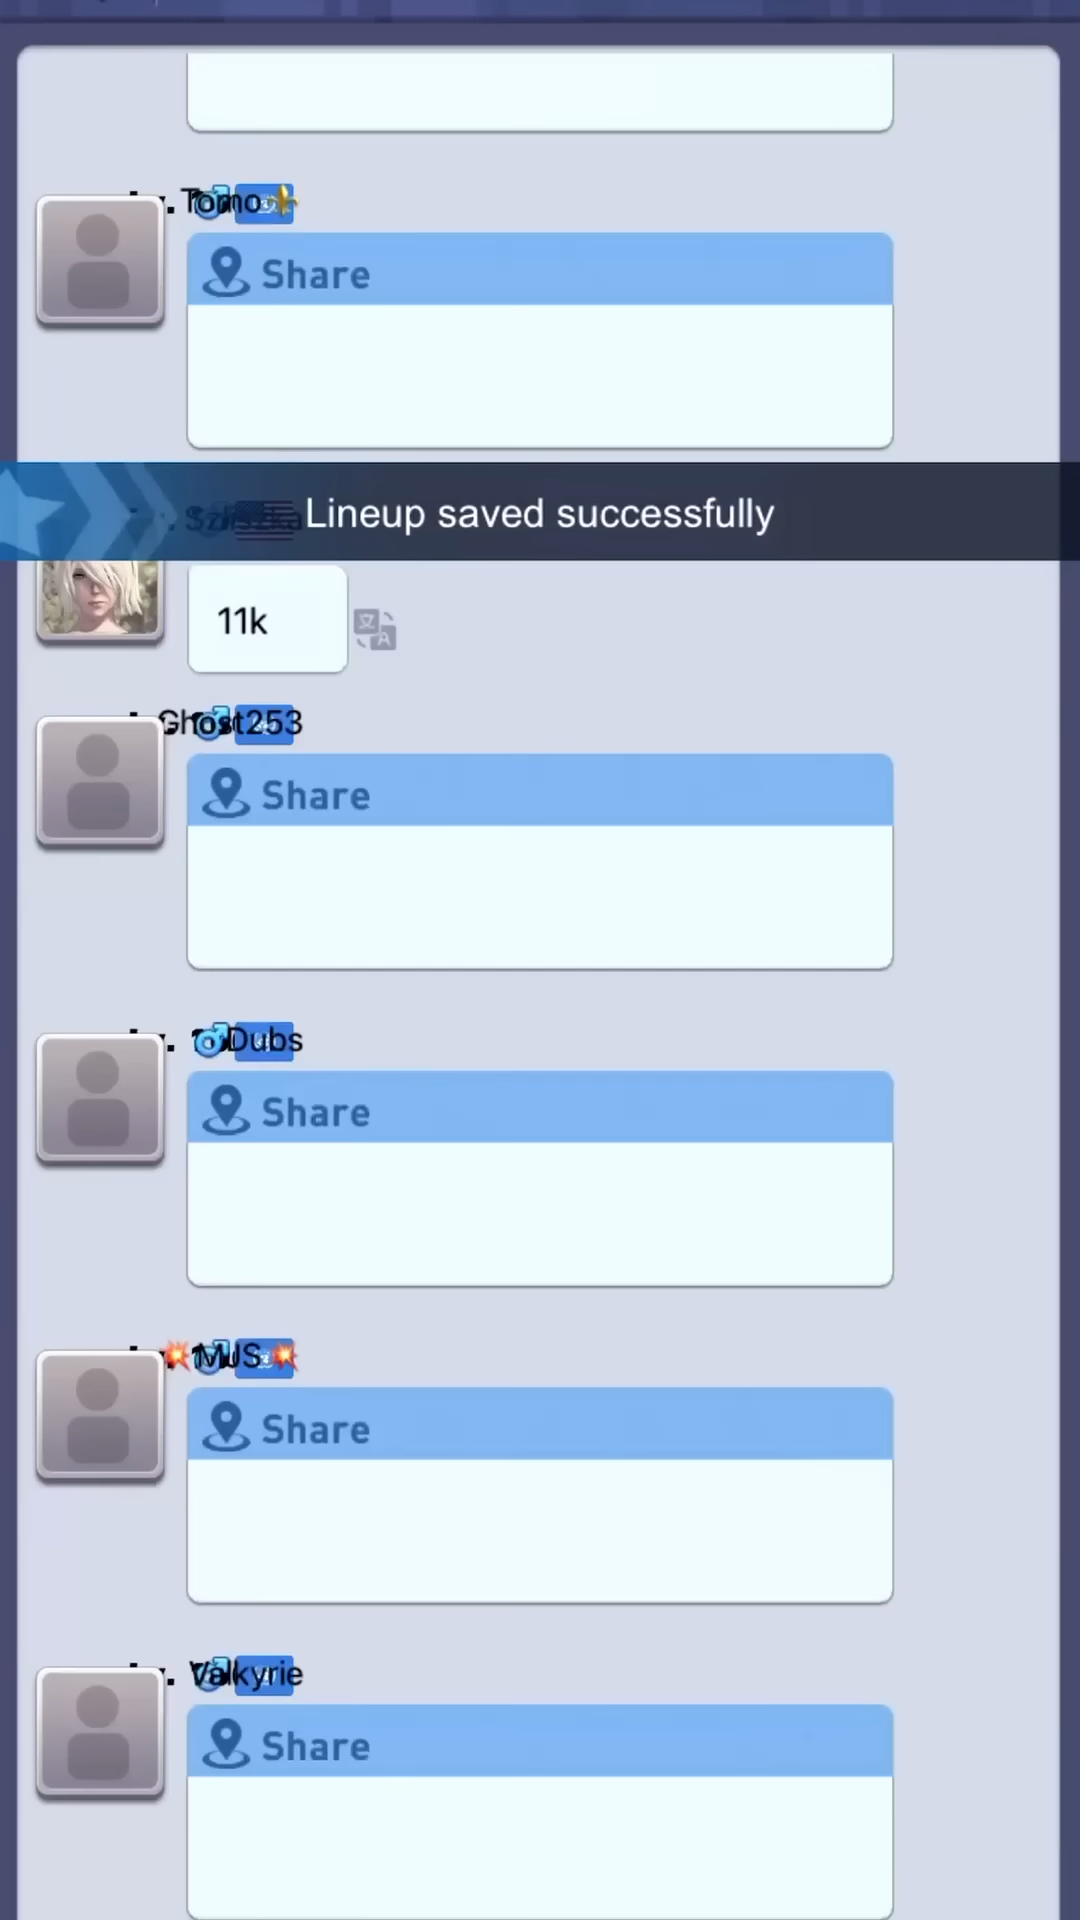 Tomo⚜️
Share
Lineup saved successfully
11k
Ghost253
Share
Dubs
Share
💥MJS💥
Share
Valkyrie
Share